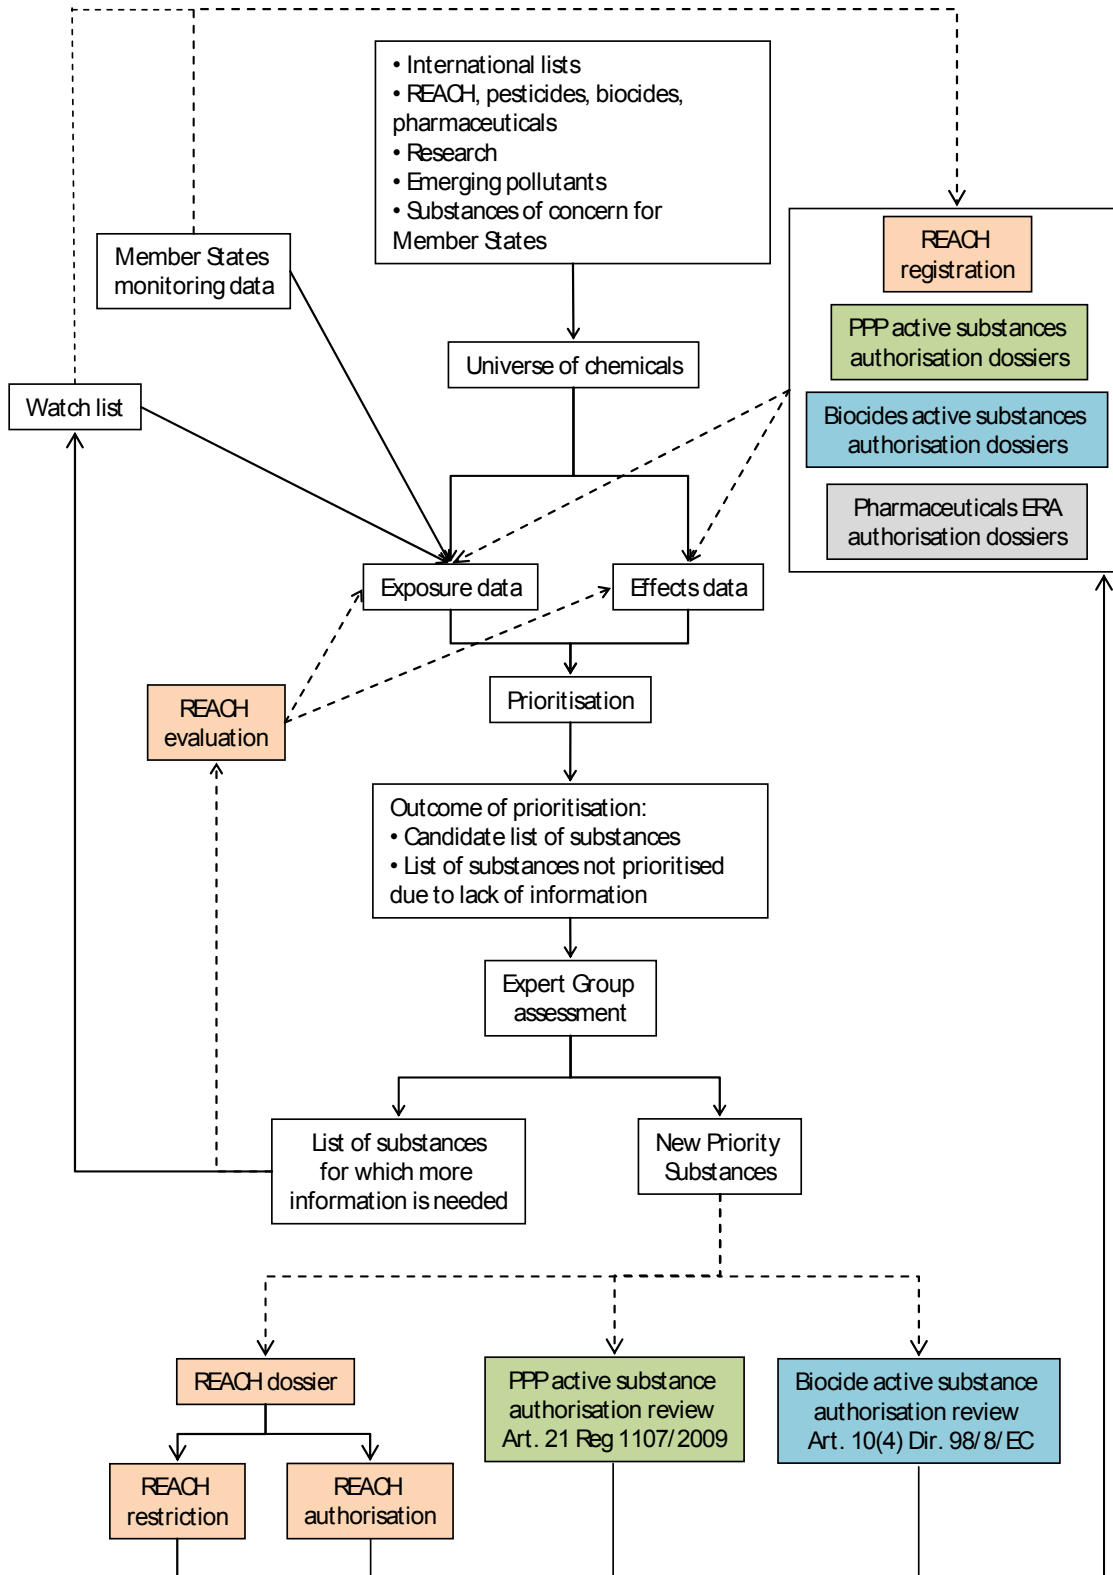 • International lists
• REACH, pesticides, biocides,
pharmaceuticals
• Research
• Emerging pollutants
• Substances of concern for
Member States
Member States
monitoring data
REACH
registration
PPP active substances
authorisation dossiers
Biocides active substances
authorisation dossiers
Pharmaceuticals ERA
authorisation dossiers
Universe of chemicals
Watch list
Exposure data
Effects data
REACH
evaluation
Prioritisation
Outcome of prioritisation:
• Candidate list of substances
• List of substances not prioritised
due to lack of information
Expert Group
assessment
List of substances
for which more
information is needed
New Priority
Substances
REACH dossier
PPP active substance
authorisation review
Art. 21 Reg 1107/2009
Biocide active substance
authorisation review
Art. 10(4) Dir. 98/8/EC
REACH
restriction
REACH
authorisation